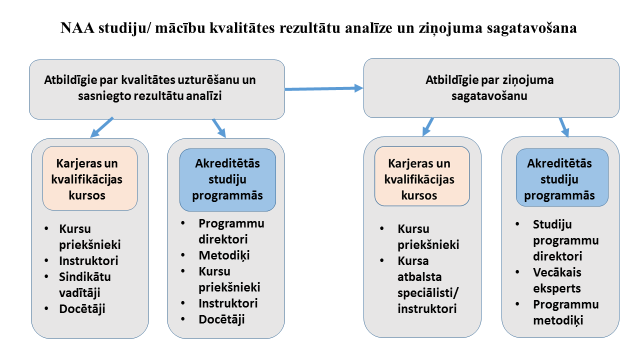 NAA studiju/ mācību kvalitātes rezultātu analīze un ziņojuma sagatavošana
Atbildīgie par kvalitātes uzturēšanu un
sasniegto rezultātu analīzi
Atbildīgie par ziņojuma
sagatavošanu
Karjeras un
kvalifikācijas
kursos
• Kursu
priekšnieki
• Instruktori
• Sindikātu
vadītāji
• Docētāji
Akreditētās
studiju
programmās
• Programmu
direktori
• Metodiķi
• Kursu
priekšnieki
• Instruktori
• Docētāji
Karjeras un
kvalifikācijas
kursos
• Kursu
priekšnieki
• Kursa
atbalsta
speciālisti/
instruktori
Akreditētās
studiju
programmās
• Studiju
programmu
direktori
• Vecākais
eksperts
• Programmu
metodiķi